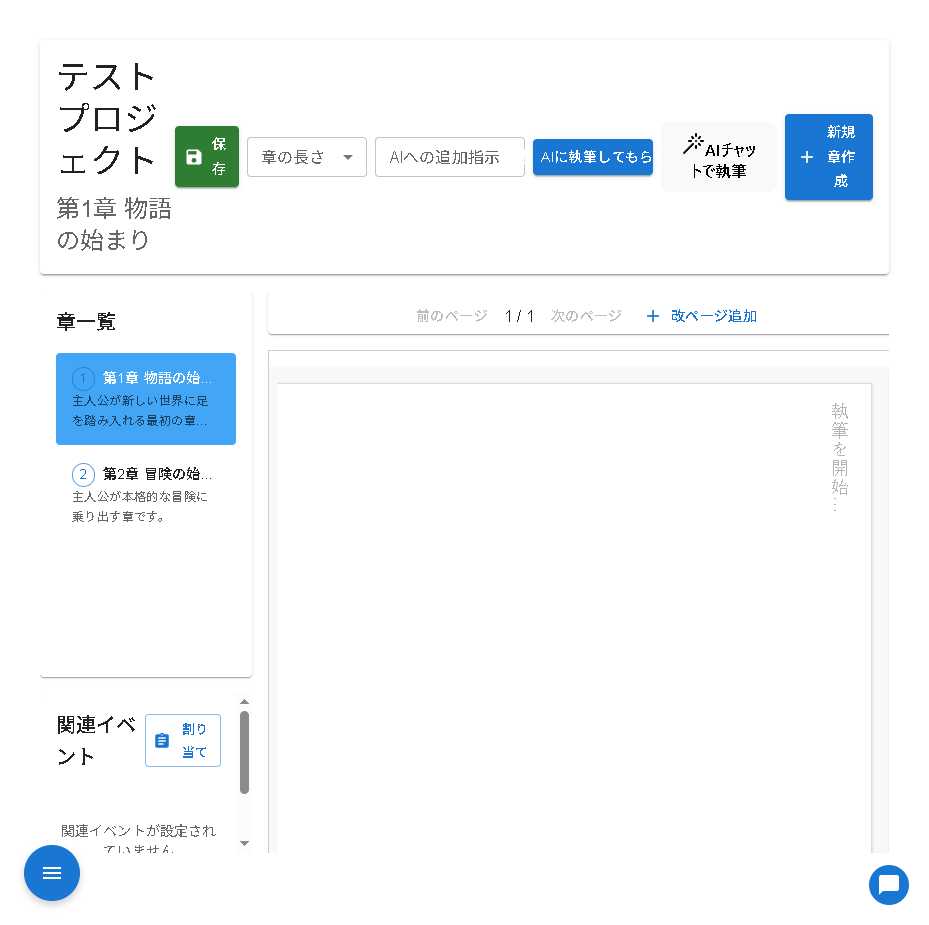 テスト
プロジ
ェクト
第1章 物語
の始まり
保
存
章の長さ
AIへの追加指示
AIに執筆してもら
AIチャッ
トで執筆
新規
章作
成
章一覧
1 第1章 物語の始...
主人公が新しい世界に足
を踏み入れる最初の章...
2 第2章 冒険の始...
主人公が本格的な冒険に
乗り出す章です。
関連イベ
ント
割り
当て
関連イベントが設定され
ていません
前のページ 1 / 1 次のページ 改ページ追加
執筆を開始...